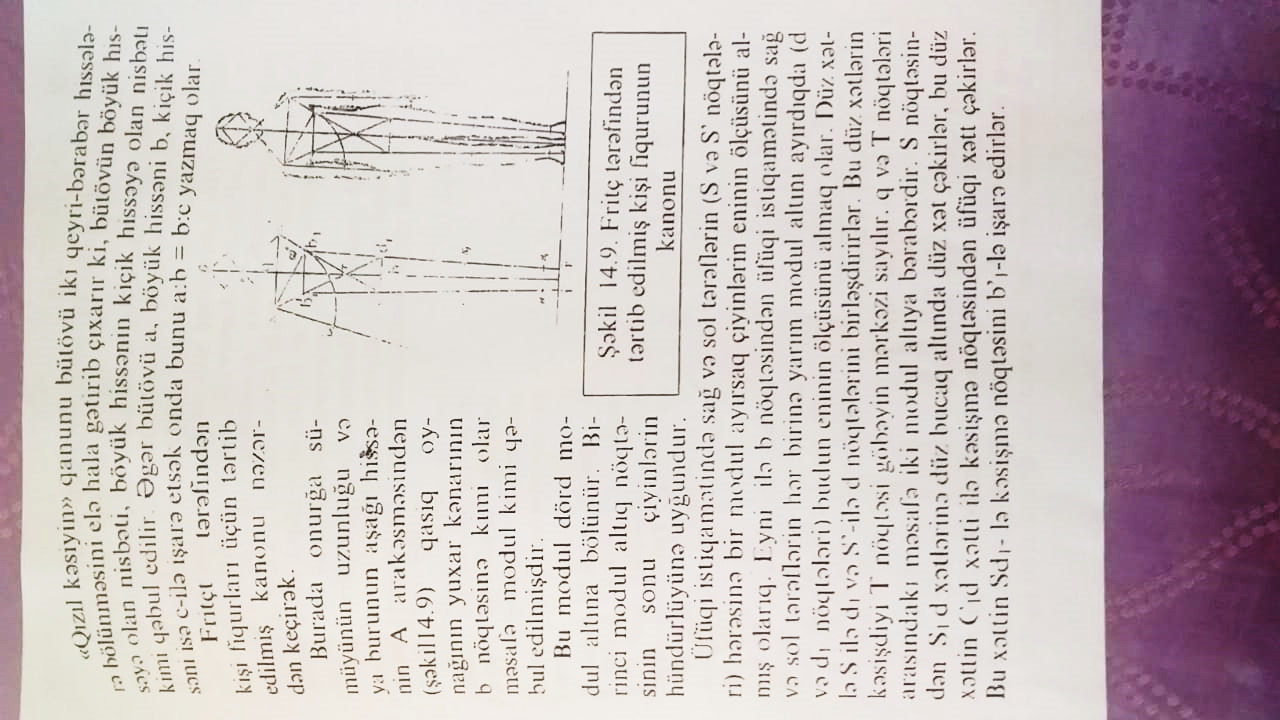 «Qızıl kəsiyin» qanunu bütövü iki qeyri-bərabər hissələ-
rə bölünməsini elə hala gətirib çıxarır ki, bütövün böyük his-
səyə olan nisbəti, böyük hissənin kiçik hissəyə olan nisbəti
kimi qəbul edilir. Əgər bütövü a, böyük hissəni b, kiçik his-
səni isə c-ilə işarə etsək onda bunu a:b = b:c yazmaq olar.
Fritçt tərəfindən
kişi fiqurları üçün tərtib
edilmiş kanonu nəzər-
dən keçirək.
Burada onurğa sü-
müyünün uzunluğu və
ya burunun aşağı hissə-
nin A arakəsməsindən
(şəkil14.9) qasıq oy-
nağının yuxar kənarının
b nöqtəsinə kimi olar
məsafə modul kimi qə-
bul edilmişdir.
Bu modul dörd mo-
dul altına bölünür. Bi-
rinci modul altıq nöqtə-
sinin sonu çiyinlərin
hündürlüyünə uyğundur.
Şəkil 14.9. Fritç tərəfindən
tərtib edilmiş kişi fiqurunun
kanonu
Üfüqi istiqamətində sağ və sol tərəflərin (S və S' nöqtələ-
ri) hərəsinə bir modul ayırsaq çiyinlərin eninin ölçüsünü al-
mış olarıq. Eyni ilə b nöqtəsindən üfüqi istiqamətində sağ
və sol tərəflərin hər birinə yarım modul altını ayırdıqda (d
və d₁ nöqtələri) budun eninin ölçüsünü almaq olar. Düz xət-
lə S ilə d₁ və S'-ilə d nöqtələrini birləşdirirlər. Bu düz xətlərin
kəsişdiyi T nöqtəsi göbəyin mərkəzi sayılır. q və T nöqtələri
arasındakı məsafə iki modul altıya bərabərdir. S nöqtəsin-
dən S₁d xətlərinə düz bucaq altında düz xət çəkirlər, bu düz
xəttin C₁d xətti ilə kəsişmə nöqtəsindən üfüqi xətt çəkirlər.
Bu xəttin Sd₁- lə kəsişmə nöqtəsini b'₁-lə işarə edirlər.